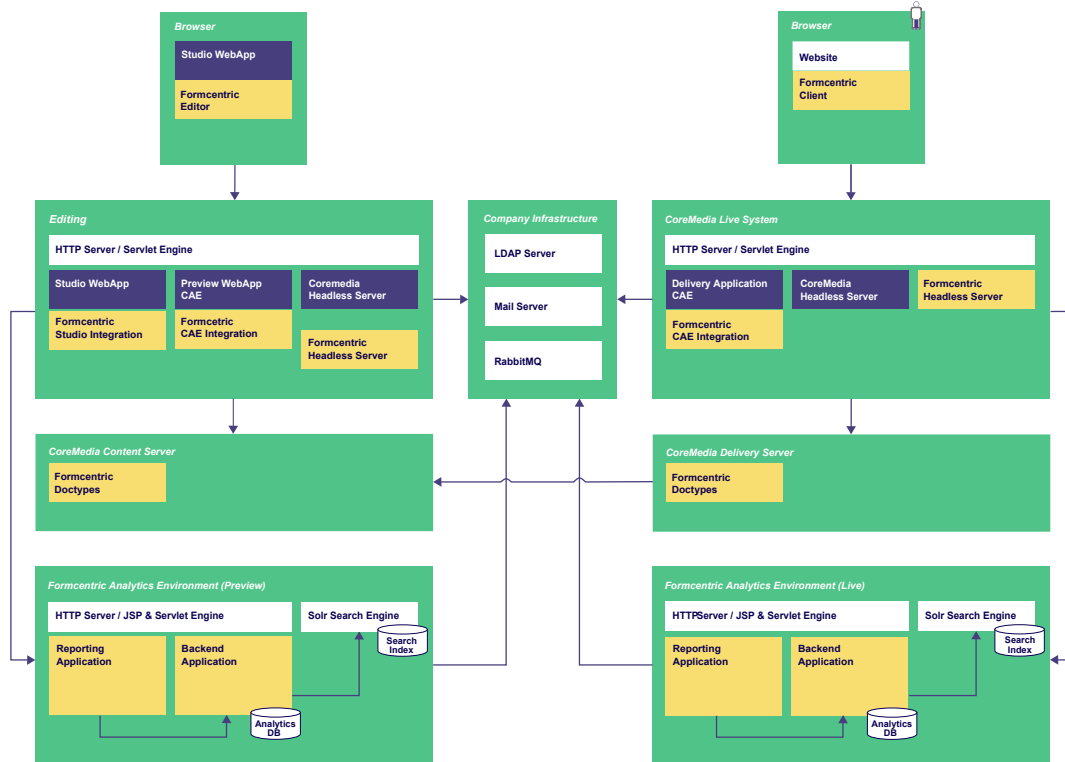 Browser
Studio WebApp
Formcentric
Editor
Browser
Website
Formcentric
Client
Editing
HTTP Server / Servlet Engine
Studio WebApp
Formcentric
Studio Integration
Preview WebApp
CAE
Formcetric
CAE Integration
Coremedia
Headless Server
Formcentric
Headless Server
Company Infrastructure
LDAP Server
Mail Server
RabbitMQ
CoreMedia Live System
HTTP Server / Servlet Engine
Delivery Application
CAE
Formcentric
CAE Integration
CoreMedia
Headless Server
Formcentric
Headless Server
CoreMedia Content Server
Formcentric
Doctypes
CoreMedia Delivery Server
Formcentric
Doctypes
Formcentric Analytics Environment (Preview)
HTTP Server / JSP & Servlet Engine
Solr Search Engine
Search
Index
Reporting
Application
Backend
Application
Analytics
DB
Formcentric Analytics Environment (Live)
HTTPServer / JSP & Servlet Engine
Solr Search Engine
Search
Index
Reporting
Application
Backend
Application
Analytics
DB